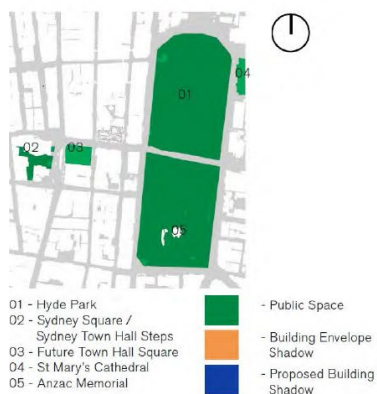 01
04
02
03
05
01 - Hyde Park
02 - Sydney Square /
Sydney Town Hall Steps
03 - Future Town Hall Square
04 - St Mary's Cathedral
05 - Anzac Memorial
- Public Space
- Building Envelope
Shadow
- Proposed Building
Shadow